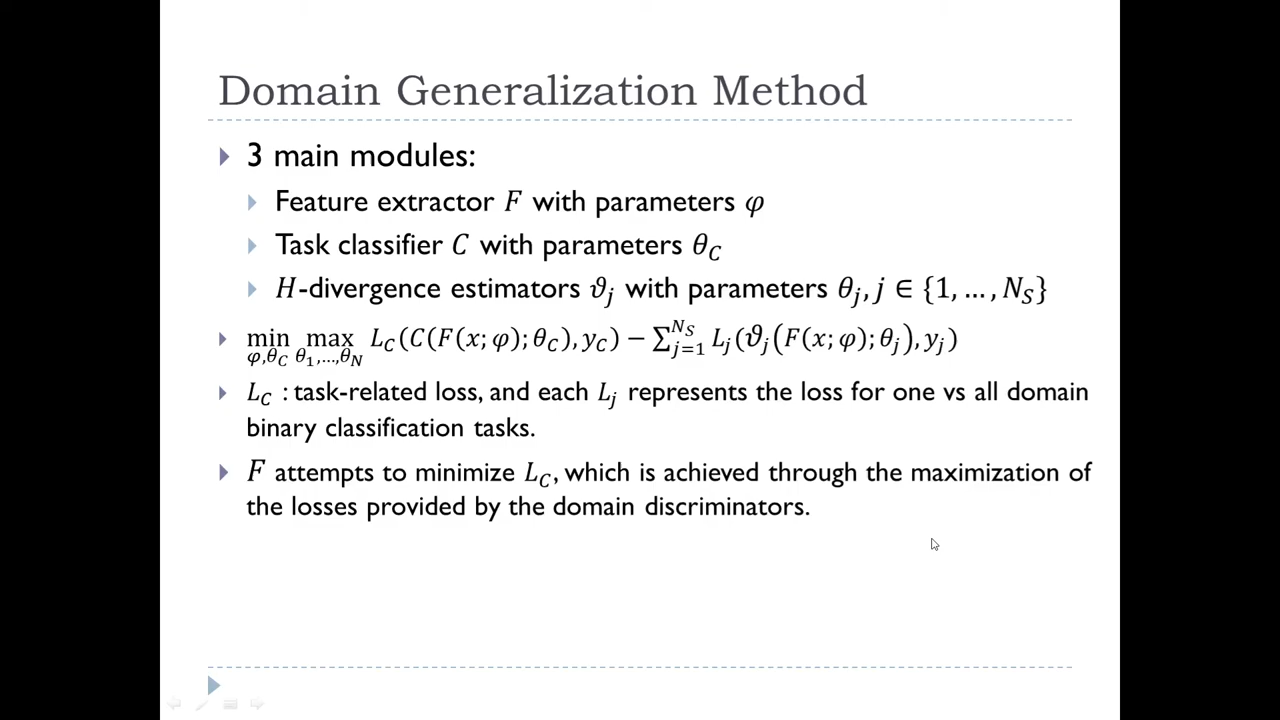 Domain Generalization Method
3 main modules:
Feature extractor 𝐹 with parameters 𝜑
Task classifier 𝐶 with parameters 𝜃_𝐶
𝐻-divergence estimators 𝜗_𝑗 with parameters 𝜃_𝑗, 𝑗 ∈ {1, … , 𝑁_𝑆}
min_{𝜑,𝜃_𝐶} max_{𝜃_1,…,𝜃_𝑁} 𝐿_𝐶(𝐶(𝐹(𝑥; 𝜑); 𝜃_𝐶), 𝑦_𝐶) − ∑_{𝑗=1}^{𝑁_𝑆} 𝐿_𝑗(𝜗_𝑗(𝐹(𝑥; 𝜑); 𝜃_𝑗), 𝑦_𝑗)
𝐿_𝐶 : task-related loss, and each 𝐿_𝑗 represents the loss for one vs all domain
binary classification tasks.
𝐹 attempts to minimize 𝐿_𝐶, which is achieved through the maximization of
the losses provided by the domain discriminators.